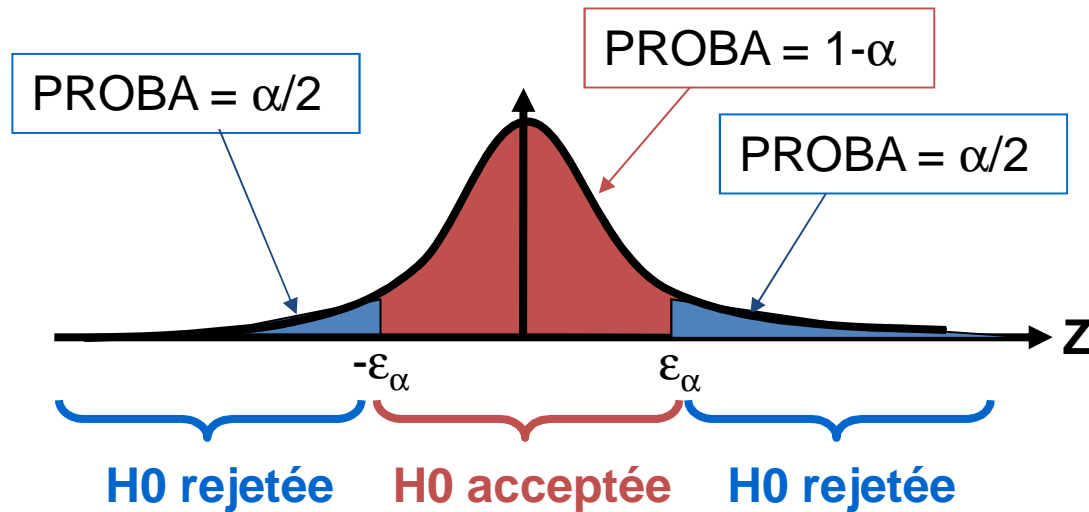 PROBA = 1-α
PROBA = α/2
PROBA = α/2
Z
-εα
εα
H0 rejetée
H0 acceptée
H0 rejetée